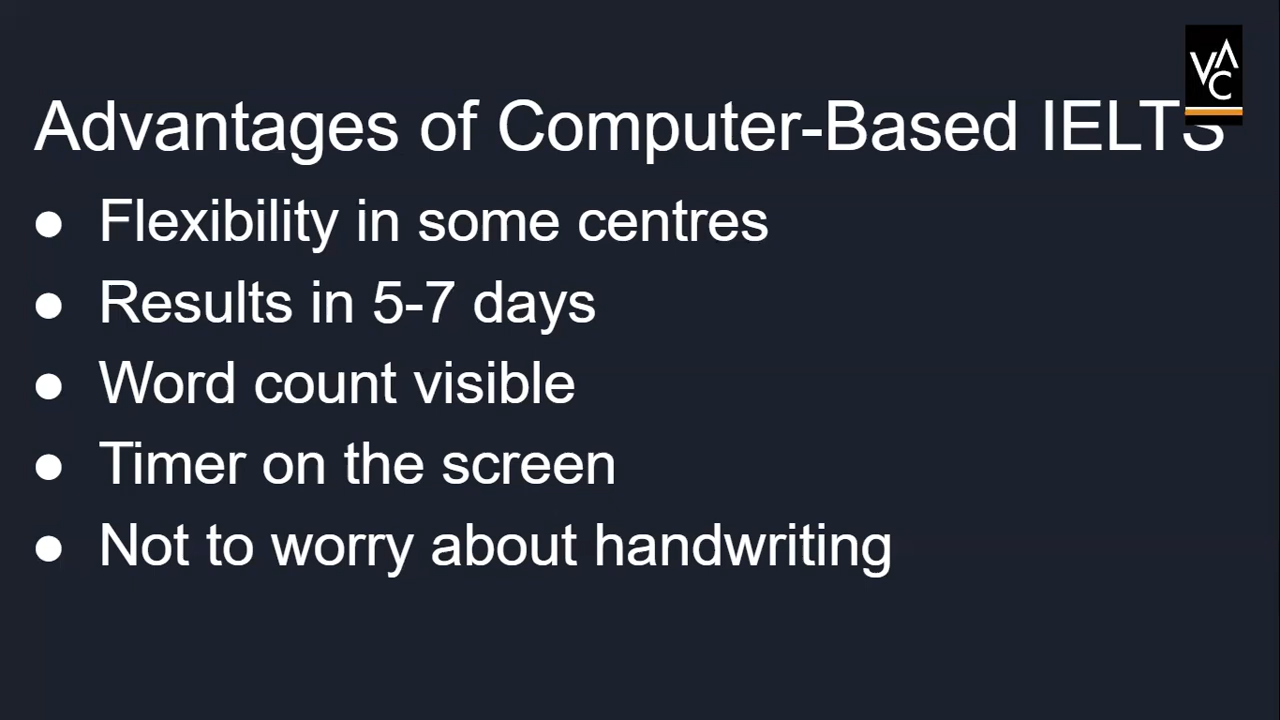 VAC
Advantages of Computer-Based IELTS
● Flexibility in some centres
● Results in 5-7 days
● Word count visible
● Timer on the screen
● Not to worry about handwriting